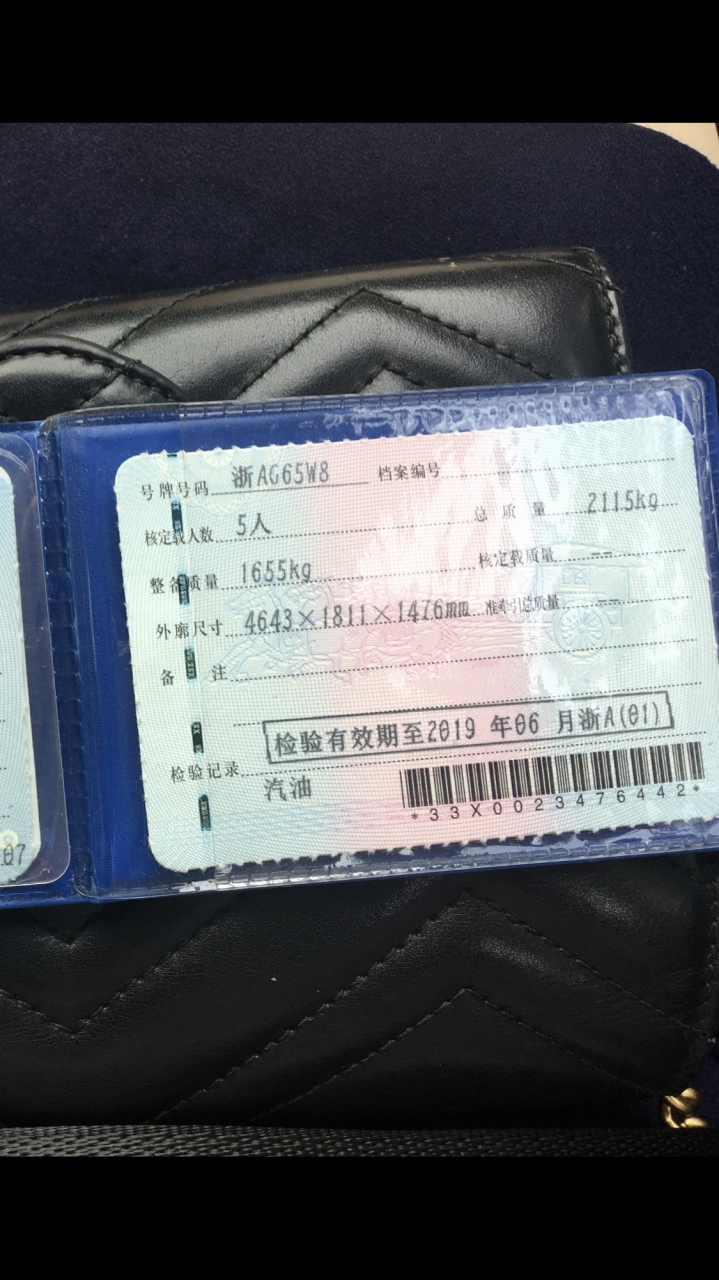 号牌号码 浙AG65W8 档案编号
核定载人数 5人 总质量 2115kg
整备质量 1655kg 核定载质量 --
外廓尺寸 4643×1811×1476mm 准牵引总质量 --
备注
检验有效期至2019年06月浙A(01)
检验记录
汽油
*33X0023476442*
07